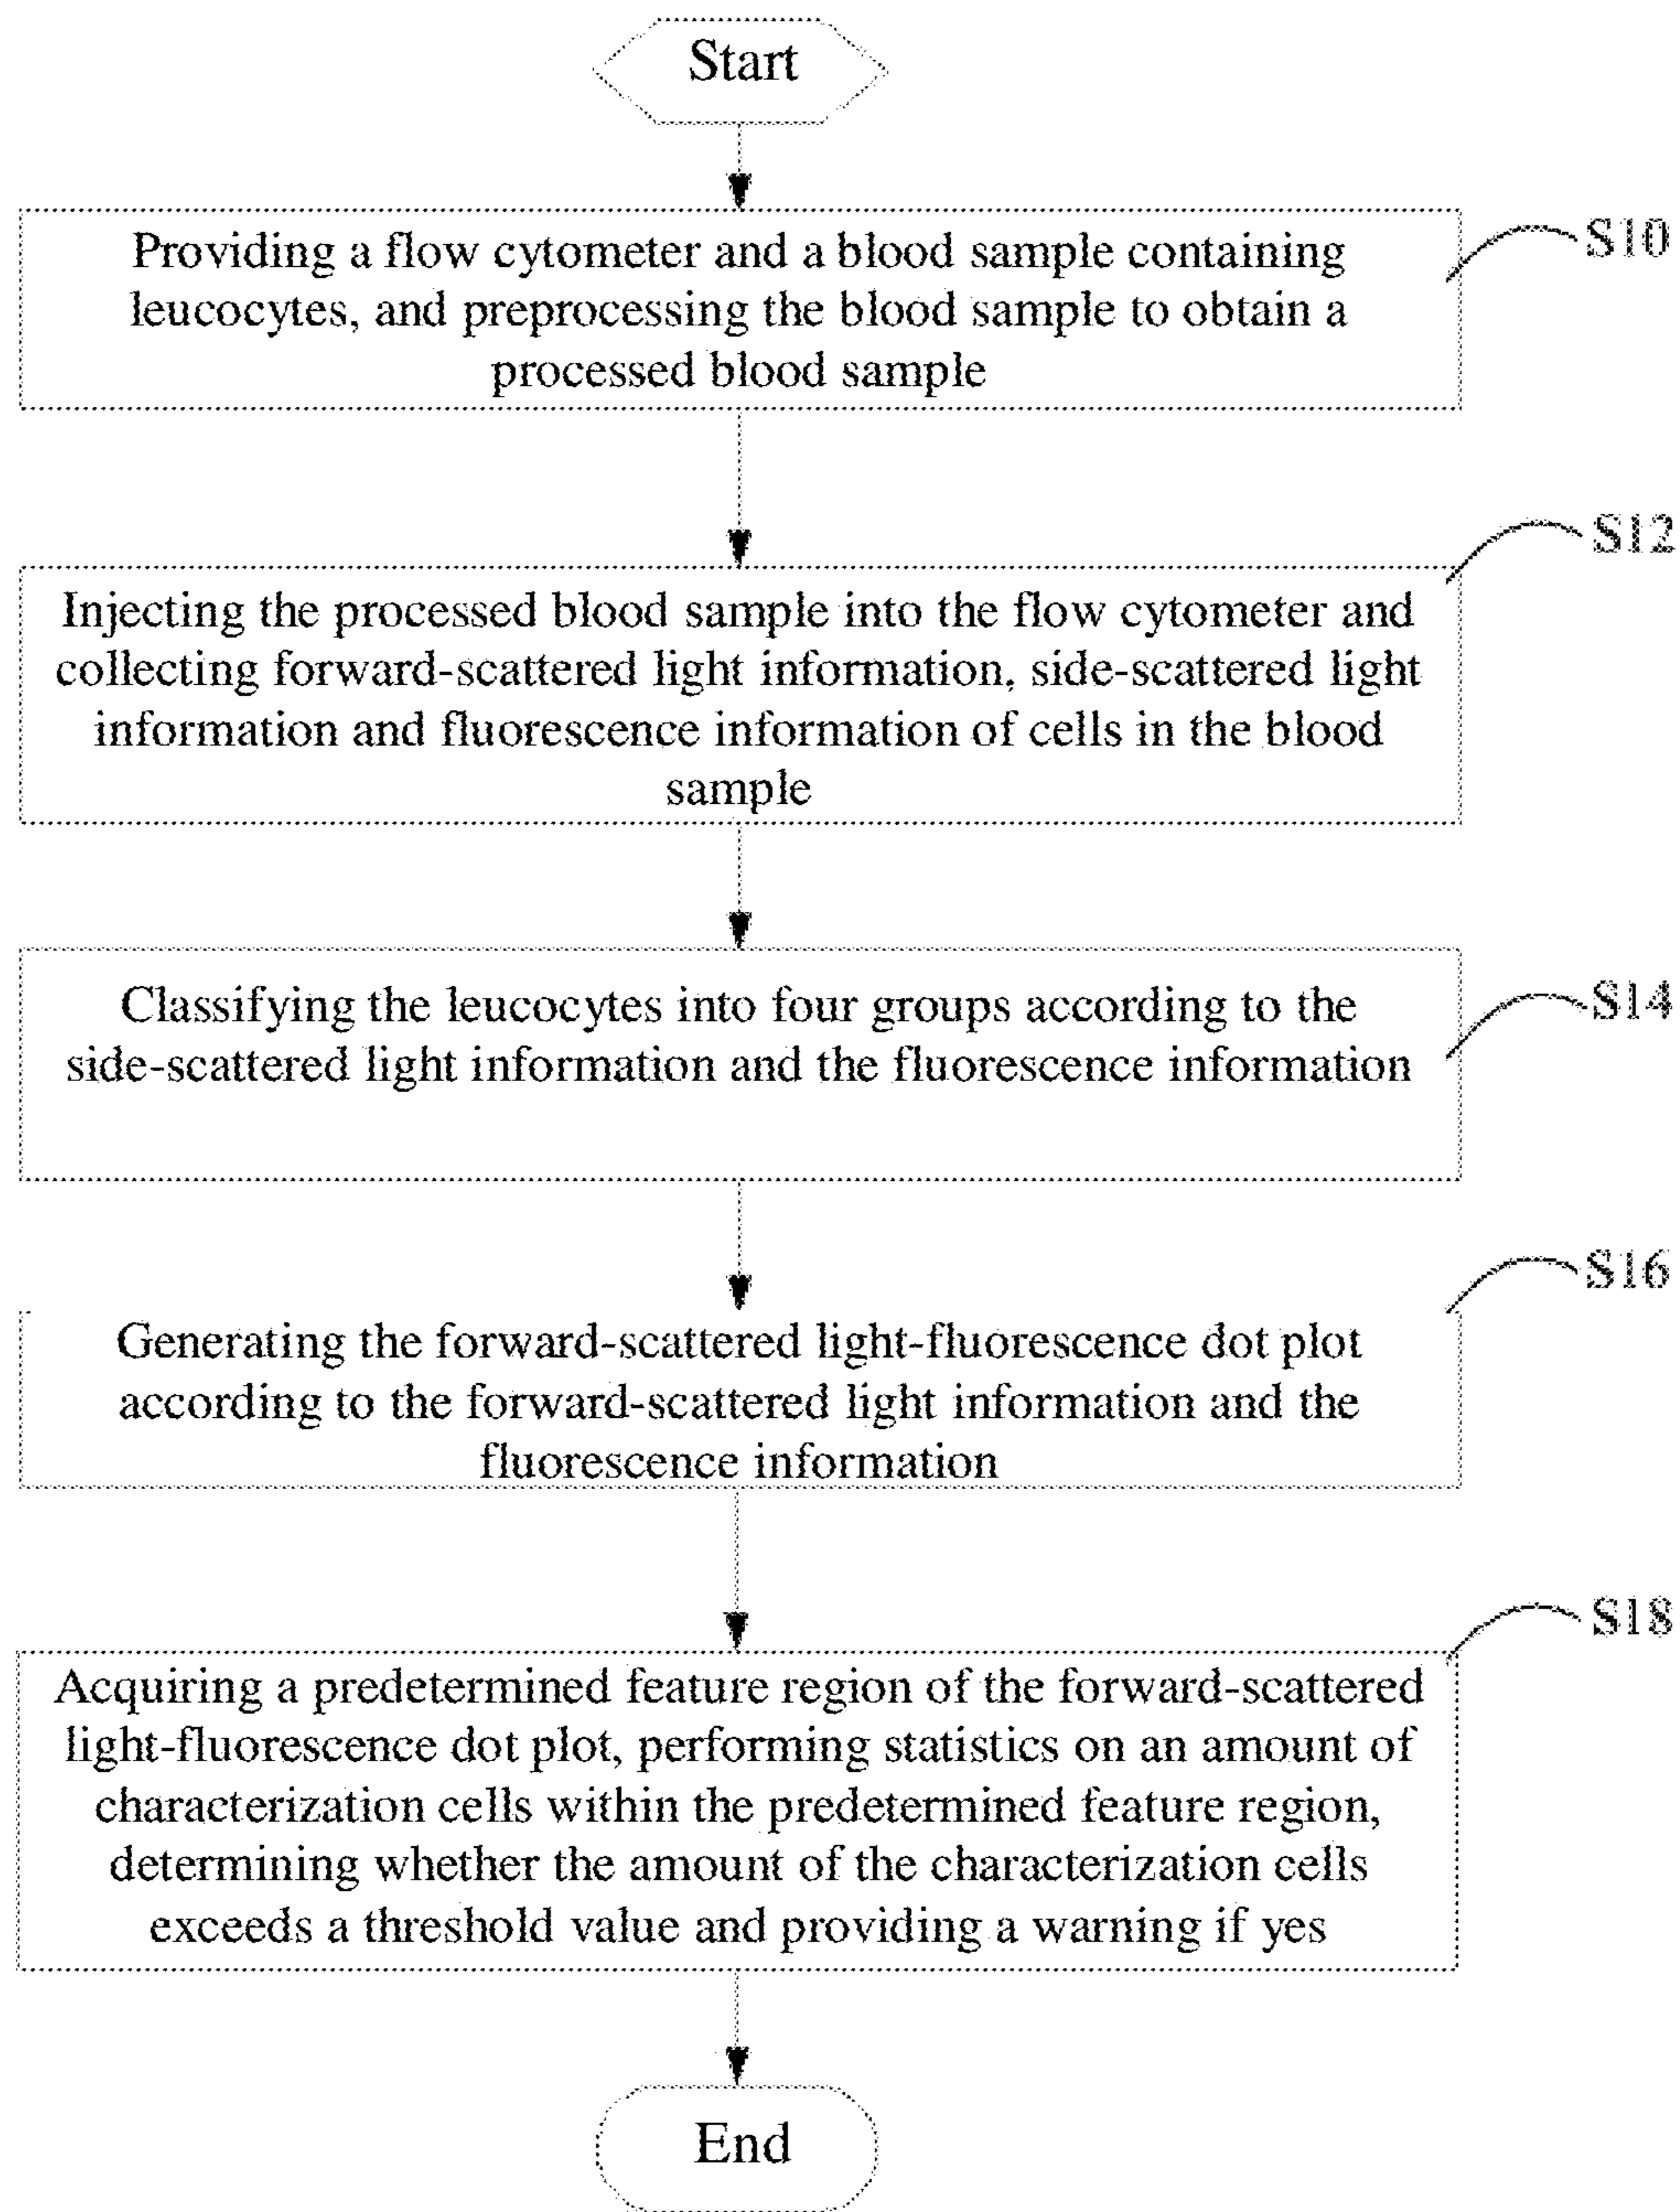 Start
Providing a flow cytometer and a blood sample containing
leucocytes, and preprocessing the blood sample to obtain a
processed blood sample
S10
Injecting the processed blood sample into the flow cytometer and
collecting forward-scattered light information, side-scattered light
information and fluorescence information of cells in the blood
sample
S12
Classifying the leucocytes into four groups according to the
side-scattered light information and the fluorescence information
S14
Generating the forward-scattered light-fluorescence dot plot
according to the forward-scattered light information and the
fluorescence information
S16
Acquiring a predetermined feature region of the forward-scattered
light-fluorescence dot plot, performing statistics on an amount of
characterization cells within the predetermined feature region,
determining whether the amount of the characterization cells
exceeds a threshold value and providing a warning if yes
S18
End